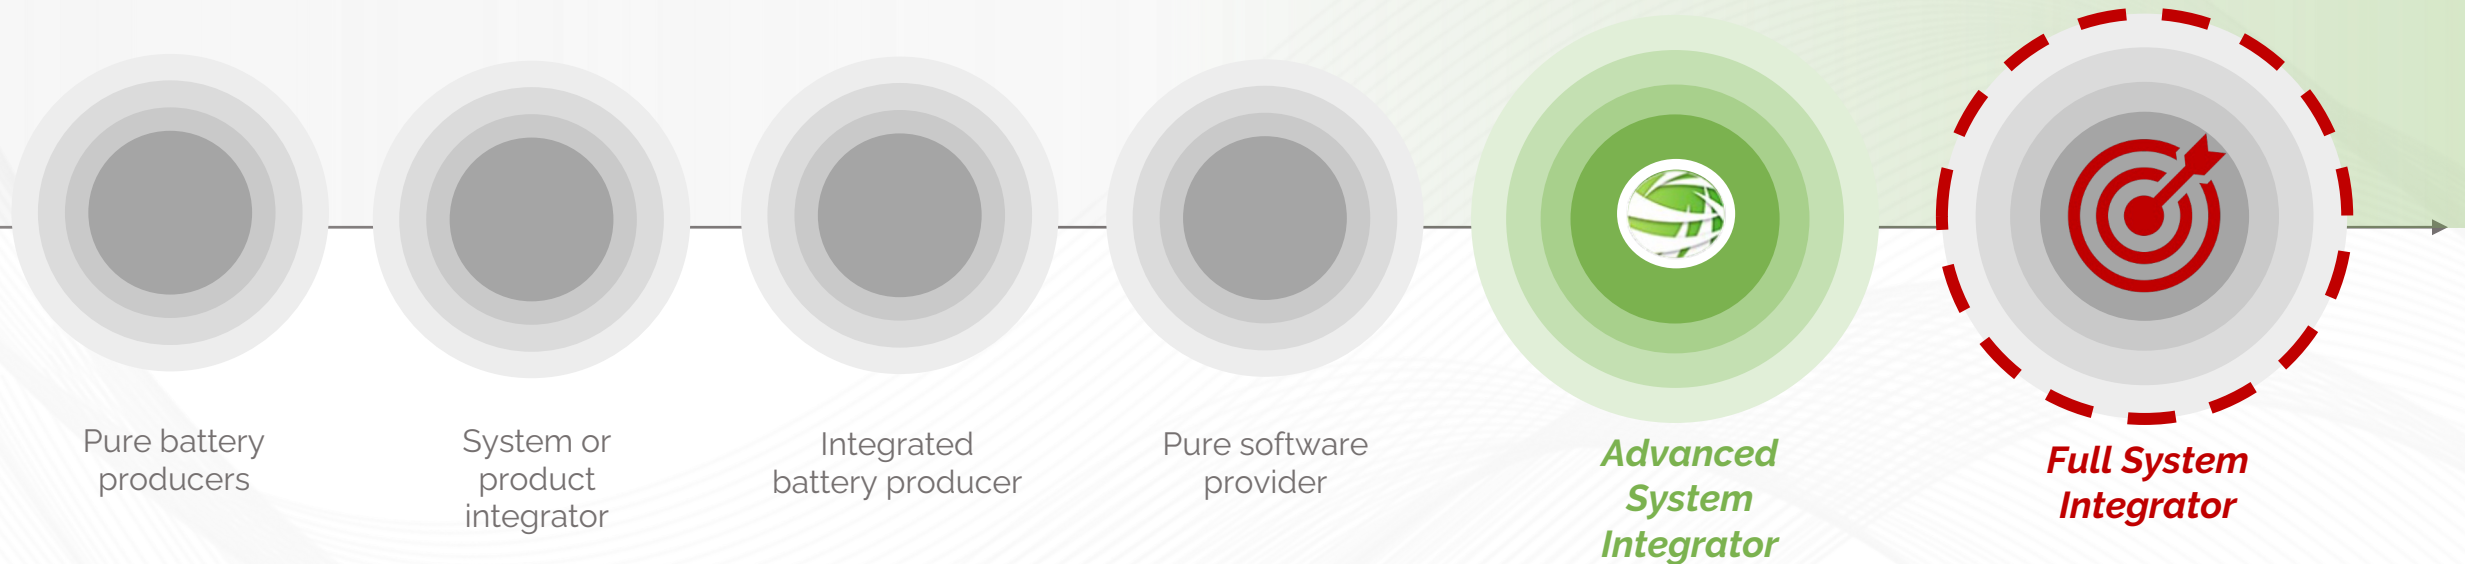 Pure battery
producers
System or
product
integrator
Integrated
battery producer
Pure software
provider
Advanced
System
Integrator
Full System
Integrator